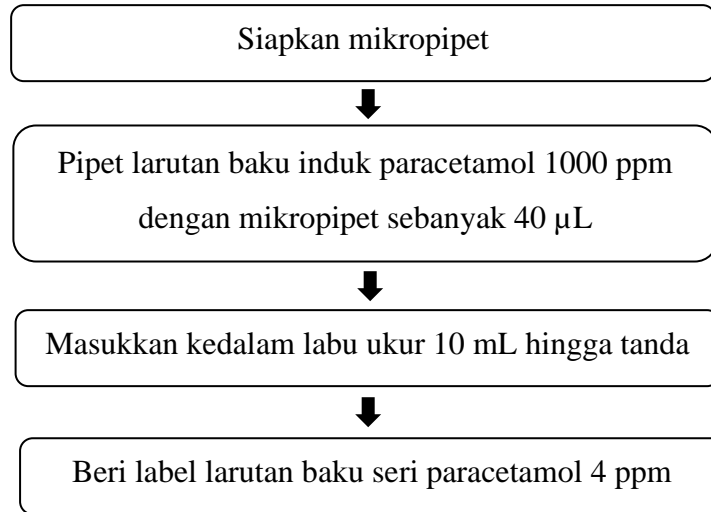 Siapkan mikropipet
Pipet larutan baku induk paracetamol 1000 ppm
dengan mikropipet sebanyak 40 µL
Masukkan kedalam labu ukur 10 mL hingga tanda
Beri label larutan baku seri paracetamol 4 ppm